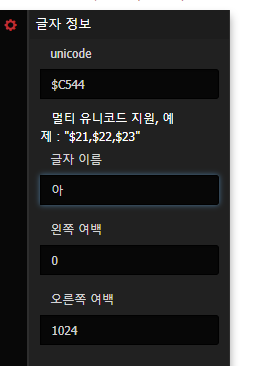 글자 정보
unicode
$C544
멀티 유니코드 지원, 예
제 : "$21,$22,$23"
글자 이름
아
왼쪽 여백
0
오른쪽 여백
1024